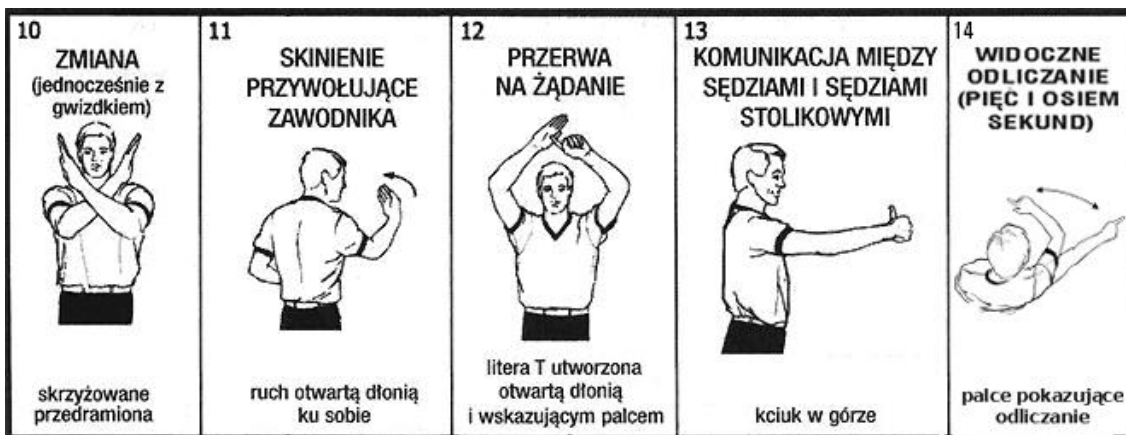 10
ZMIANA
(jednocześnie z
gwizdkiem)
skrzyżowane
przedramiona
11
SKINIENIE
PRZYWOŁUJĄCE
ZAWODNIKA
ruch otwartą dłonią
ku sobie
12
PRZERWA
NA ŻĄDANIE
litera T utworzona
otwartą dłonią
i wskazującym palcem
13
KOMUNIKACJA MIĘDZY
SĘDZIAMI I SĘDZIAMI
STOLIKOWYMI
kciuk w górze
14
WIDOCZNE
ODLICZANIE
(PIĘĆ I OSIEM
SEKUND)
palce pokazujące
odliczanie